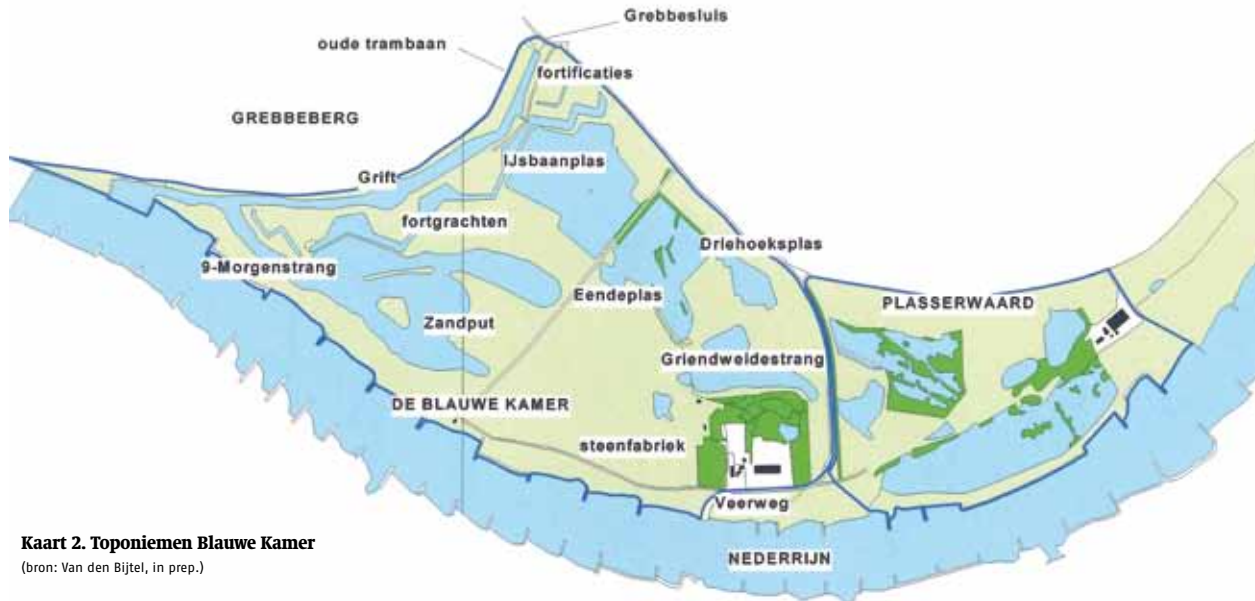 Grebbesluis
oude trambaan
fortificaties
GREBBEBERG
IJsbaanplas
Grift
fortgrachten
Driehoeksplas
9-Morgenstrang
Eendeplas
PLASSERWAARD
Zandput
Griendweidestrang
DE BLAUWE KAMER
steenfabriek
Veerweg
Kaart 2. Toponiemen Blauwe Kamer
(bron: Van den Bijtel, in prep.)
NEDERRIJN